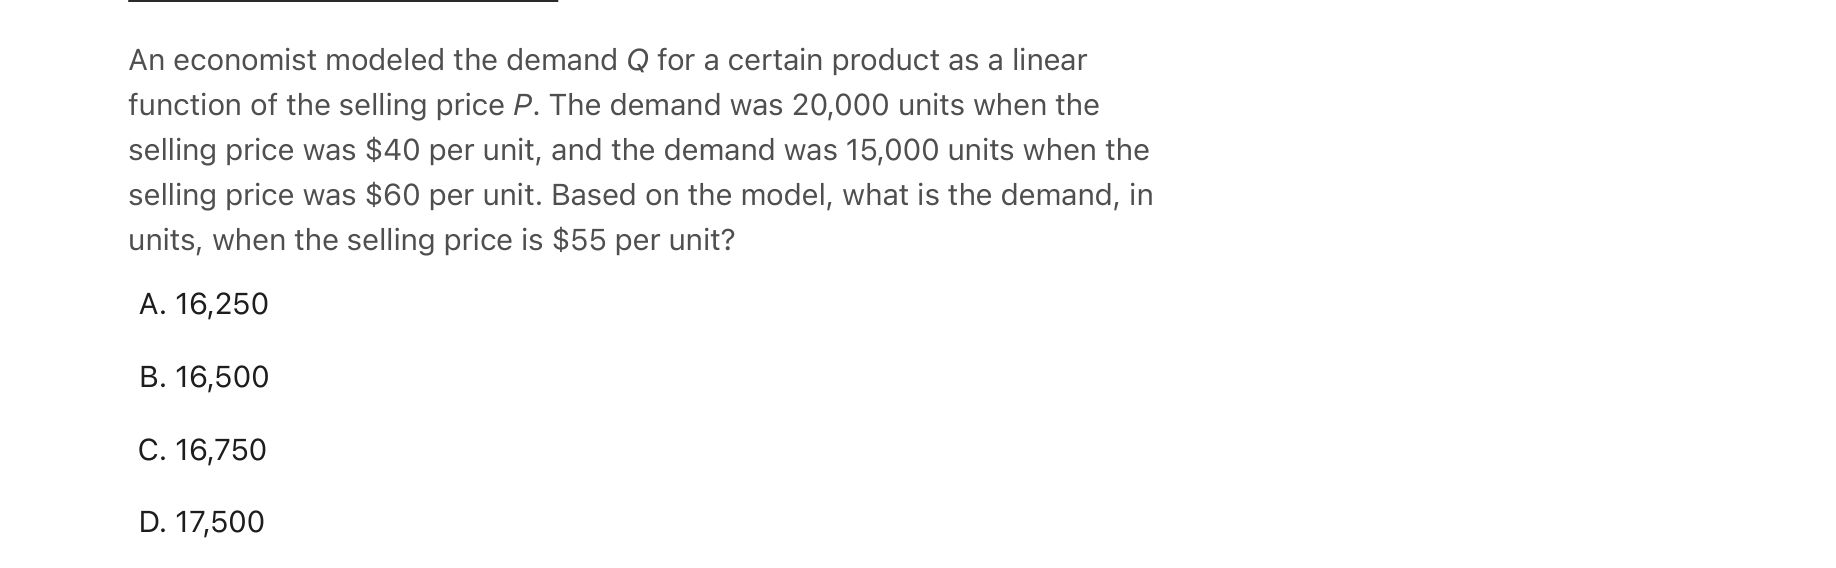 An economist modeled the demand Q for a certain product as a linear
function of the selling price P. The demand was 20,000 units when the
selling price was $40 per unit, and the demand was 15,000 units when the
selling price was $60 per unit. Based on the model, what is the demand, in
units, when the selling price is $55 per unit?
A. 16,250
B. 16,500
C. 16,750
D. 17,500